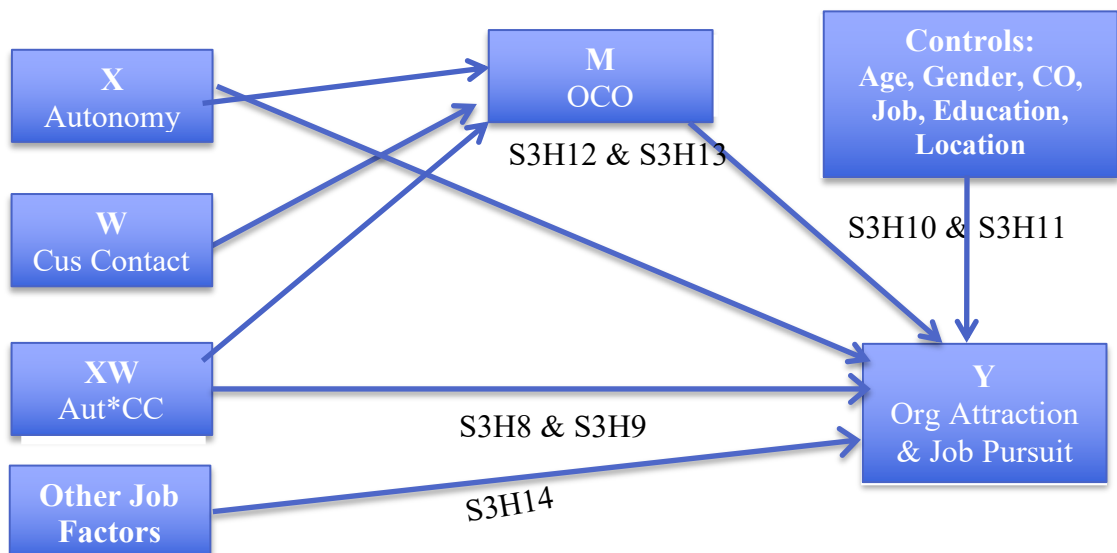 X
Autonomy
M
OCO
Controls:
Age, Gender, CO,
Job, Education,
Location
S3H12 & S3H13
W
Cus Contact
S3H10 & S3H11
XW
Aut*CC
Y
Org Attraction
& Job Pursuit
S3H8 & S3H9
Other Job
Factors
S3H14